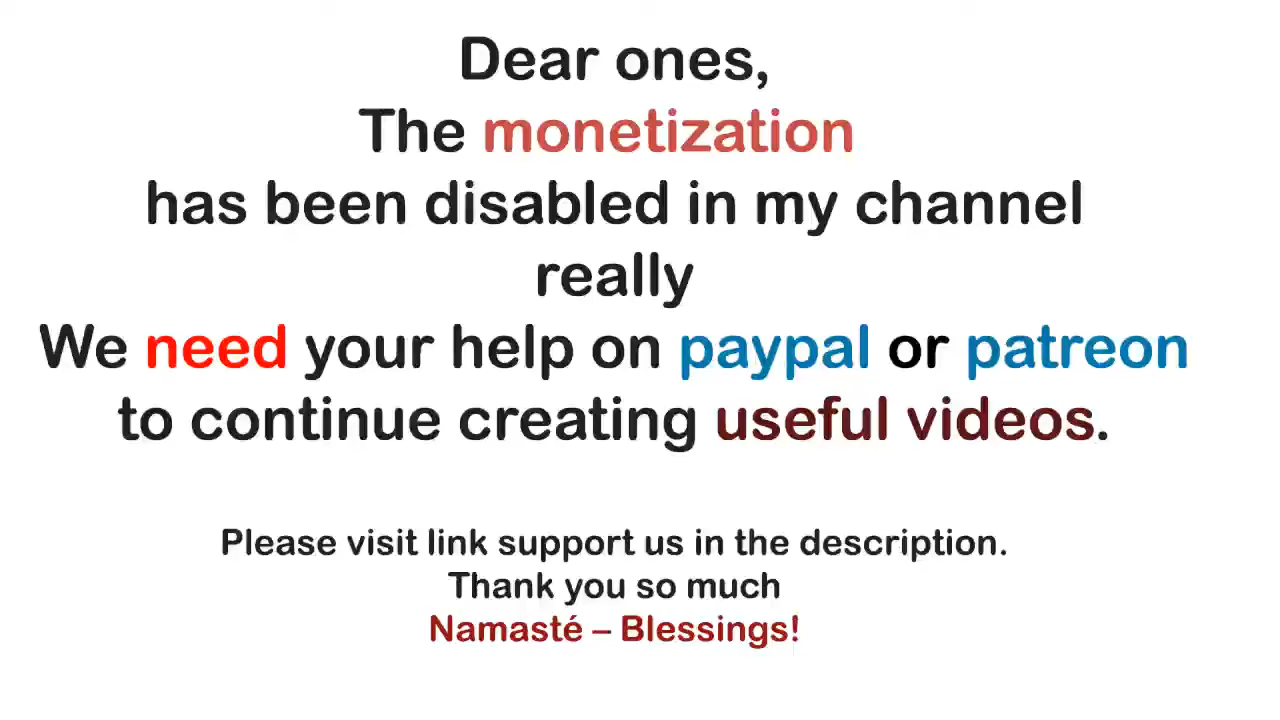 Dear ones,
The monetization
has been disabled in my channel
really
We need your help on paypal or patreon
to continue creating useful videos.
Please visit link support us in the description.
Thank you so much
Namasté – Blessings!